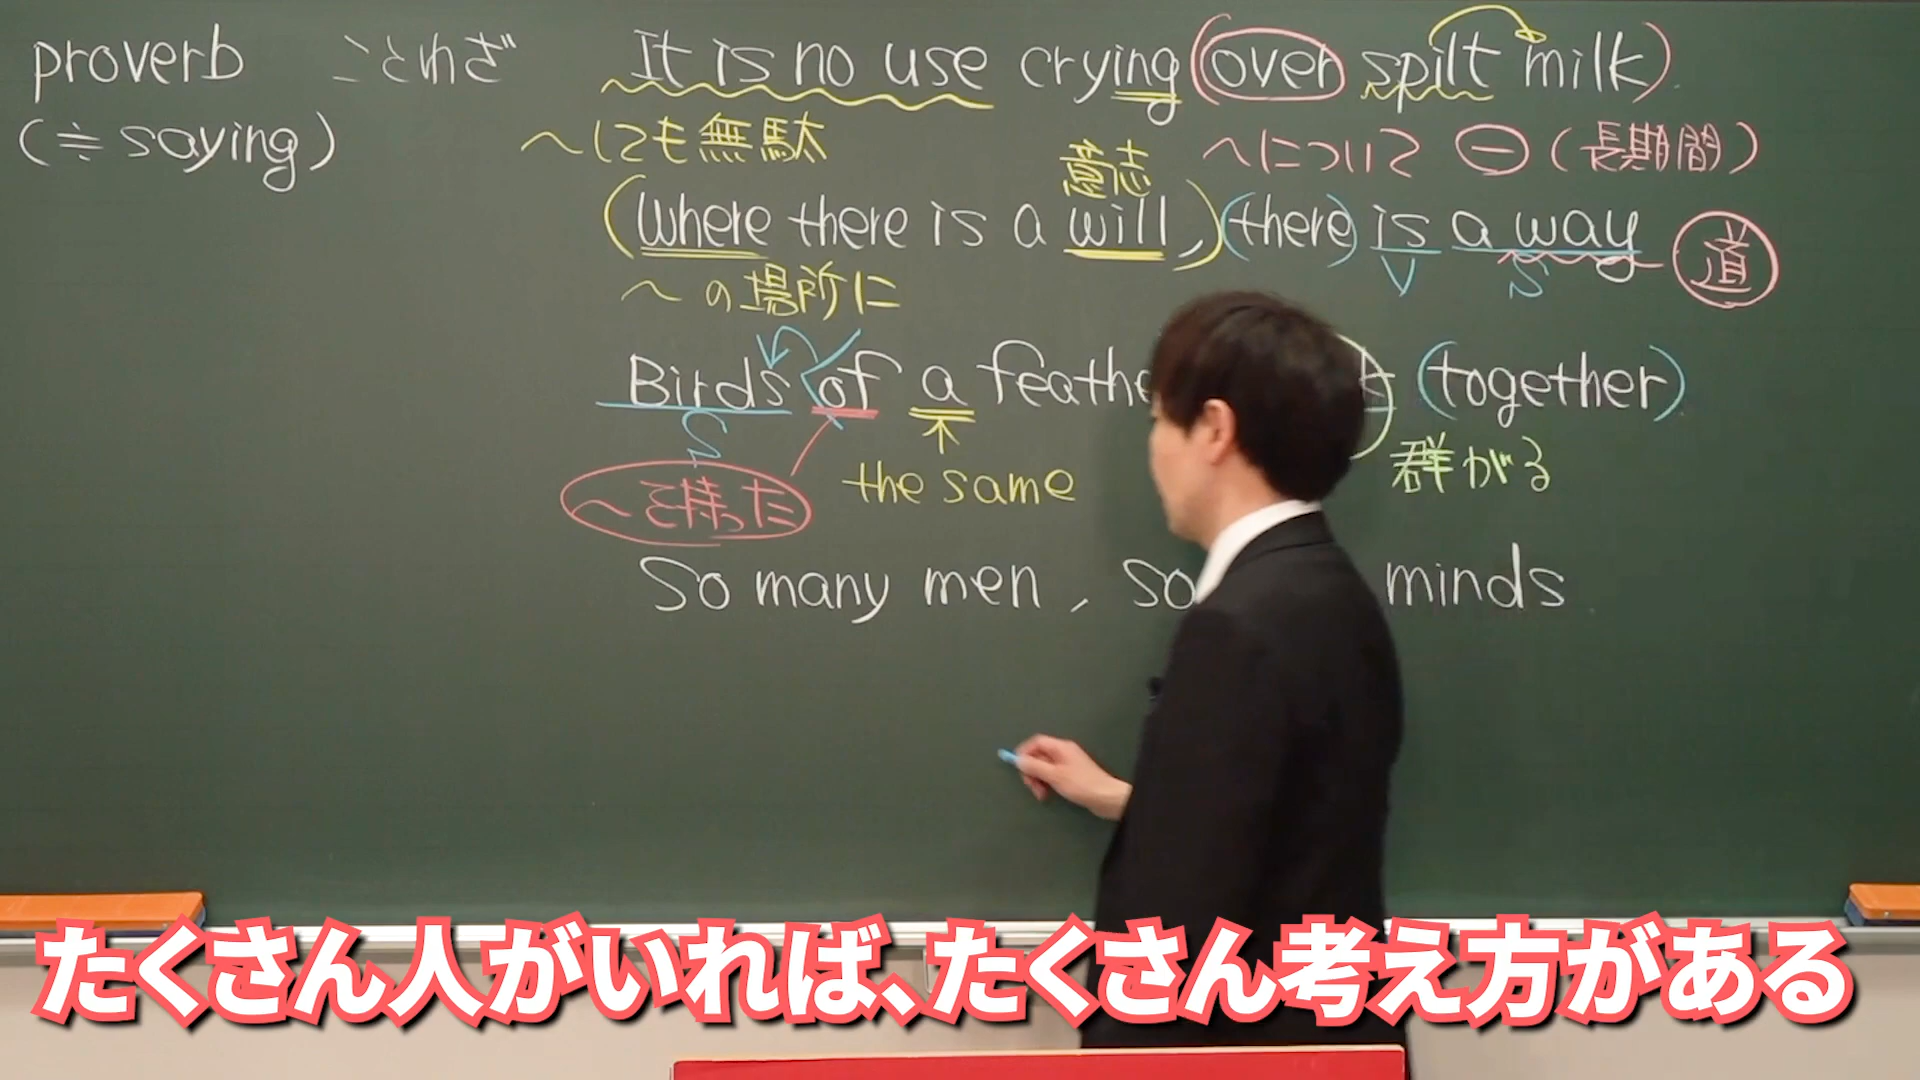 proverb ことわざ
(≒ saying)
It is no use crying (over spilt milk).
～にも無駄
意志
～について ⊖ (長期間)
(Where there is a will,) (there) is a way
道
V S
～の場所に
Birds of a feathe (together)
S
the same
群がる
～を持った
So many men, so minds.
たくさん人がいれば、たくさん考え方がある